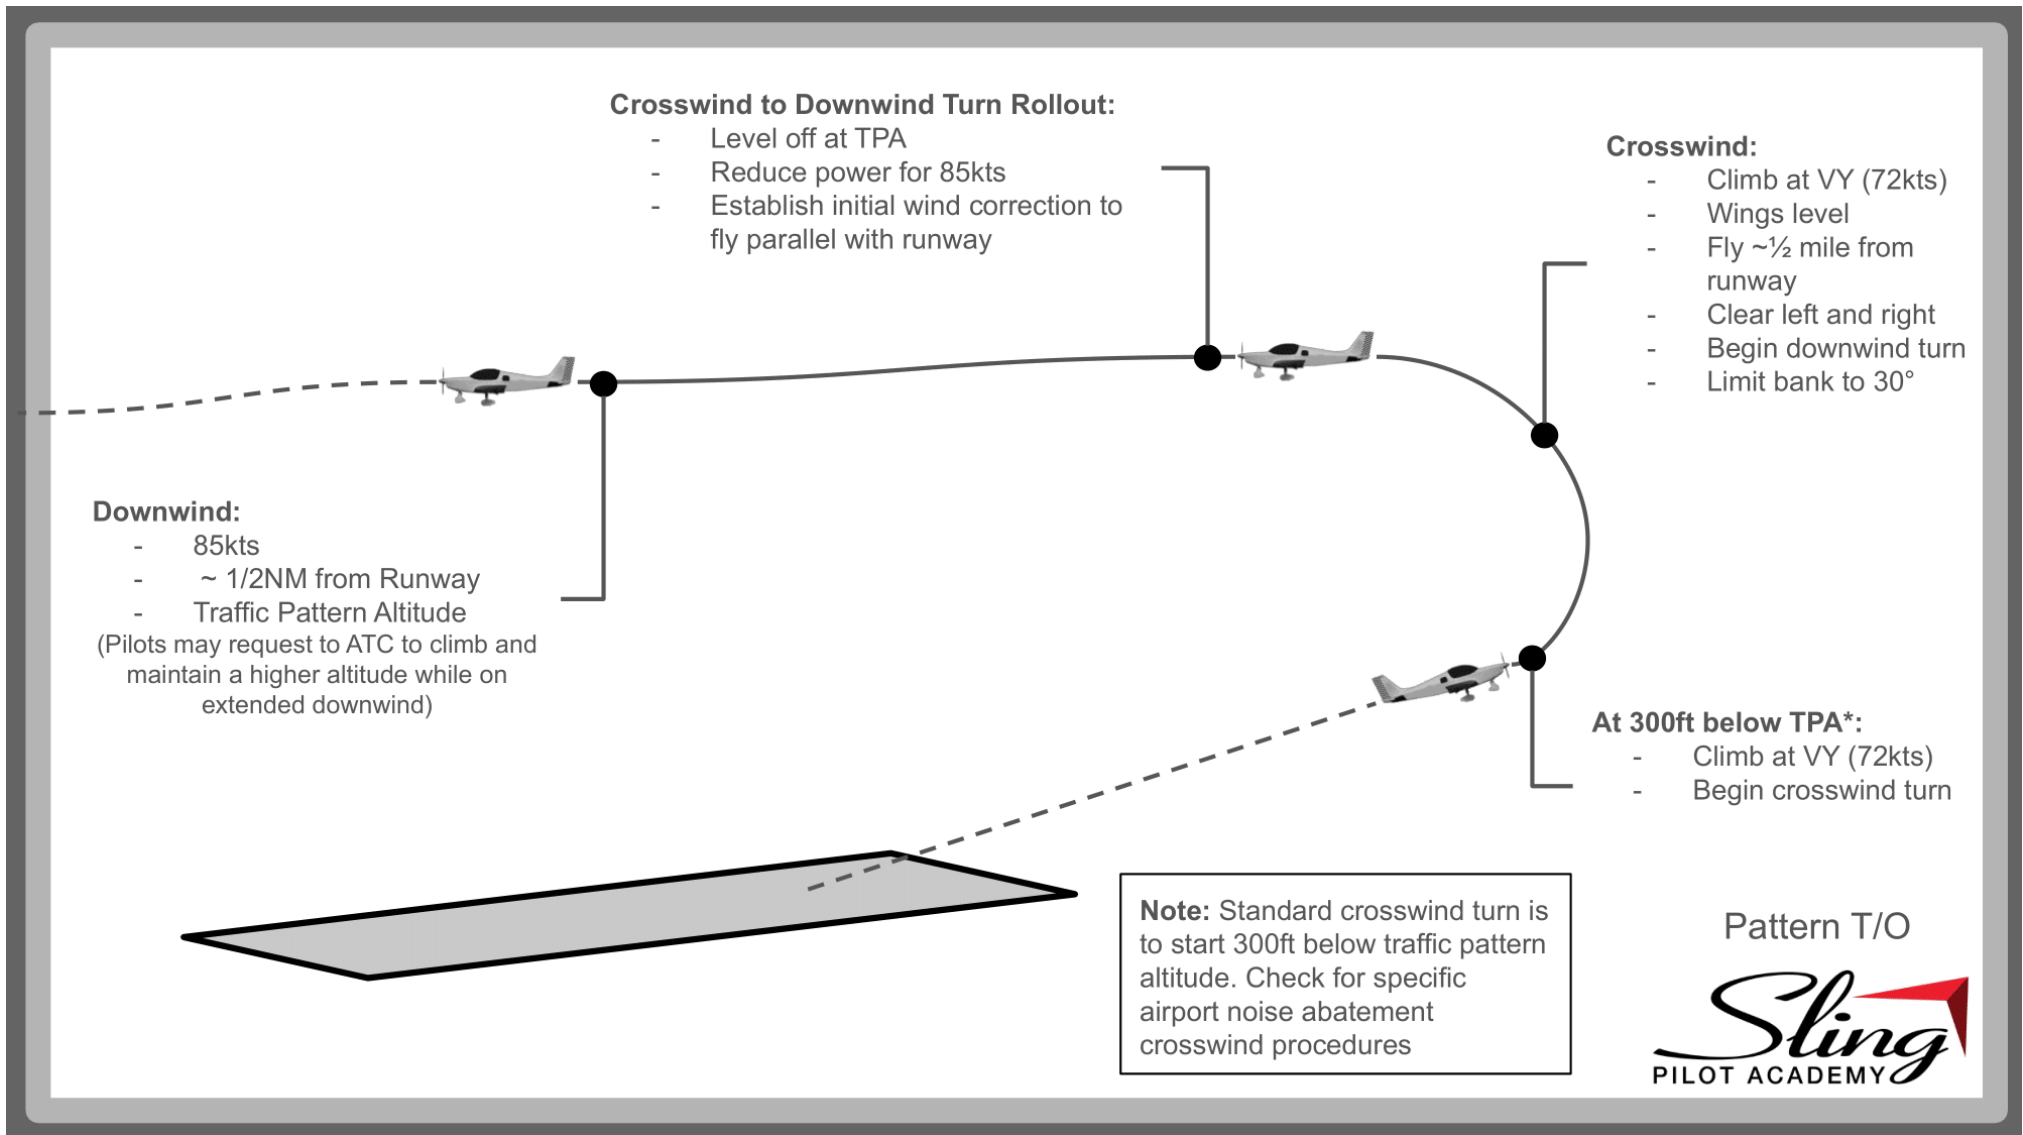 Crosswind to Downwind Turn Rollout:
- Level off at TPA
- Reduce power for 85kts
- Establish initial wind correction to
fly parallel with runway
Crosswind:
- Climb at VY (72kts)
- Wings level
- Fly ~½ mile from
runway
- Clear left and right
- Begin downwind turn
- Limit bank to 30°
Downwind:
- 85kts
- ~ 1/2NM from Runway
- Traffic Pattern Altitude
(Pilots may request to ATC to climb and
maintain a higher altitude while on
extended downwind)
At 300ft below TPA*:
- Climb at VY (72kts)
- Begin crosswind turn
Note: Standard crosswind turn is
to start 300ft below traffic pattern
altitude. Check for specific
airport noise abatement
crosswind procedures
Pattern T/O
Sling
PILOT ACADEMY